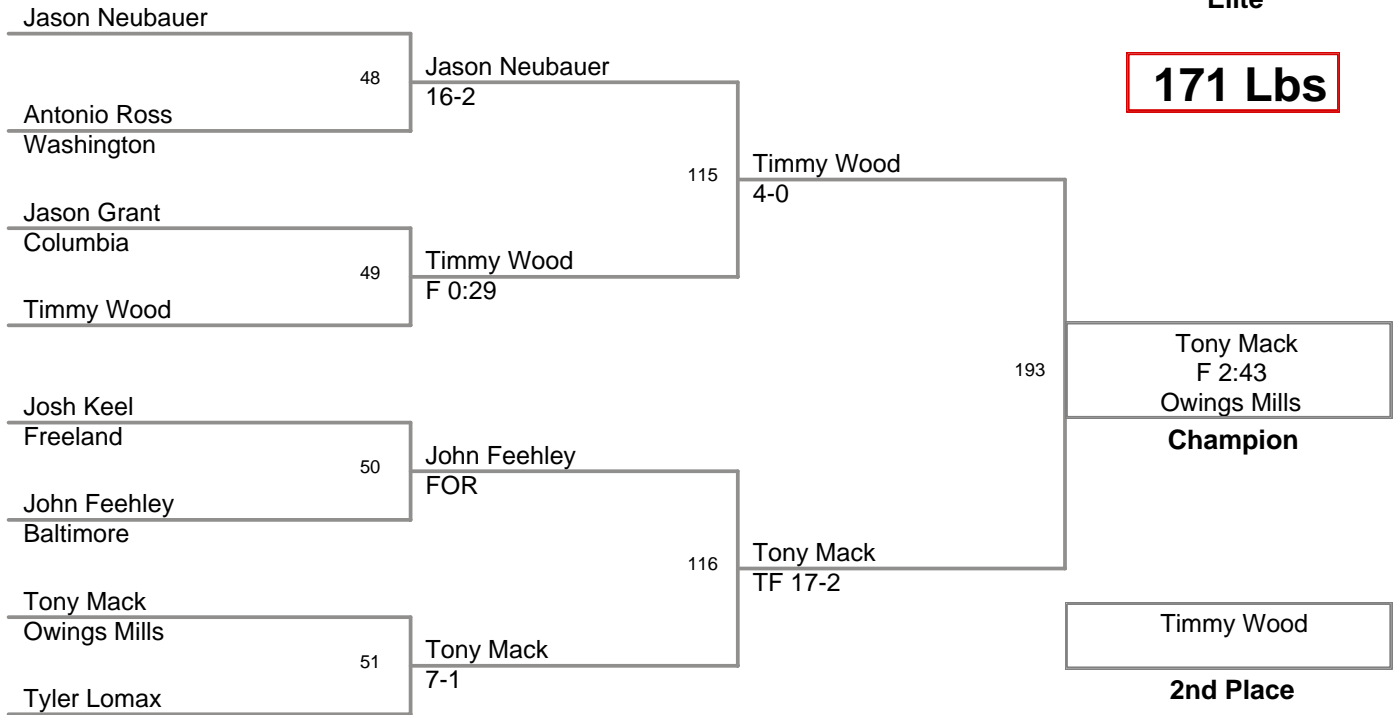 Elite
171 Lbs
Jason Neubauer
48
Antonio Ross
Washington
Jason Neubauer
16-2
Jason Grant
Columbia
49
Timmy Wood
Timmy Wood
F 0:29
115
Timmy Wood
4-0
Josh Keel
Freeland
50
John Feehley
Baltimore
John Feehley
FOR
Tony Mack
Owings Mills
51
Tyler Lomax
Tony Mack
7-1
116
Tony Mack
TF 17-2
193
Tony Mack
F 2:43
Owings Mills
Champion
Timmy Wood
2nd Place